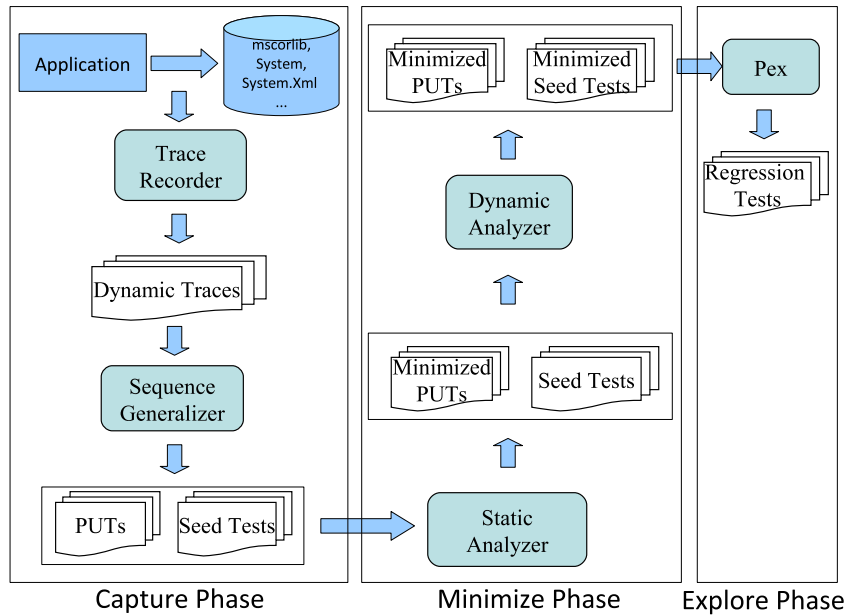 Application
mscorlib,
System,
System.Xml
...
Trace
Recorder
Dynamic Traces
Sequence
Generalizer
PUTs
Seed Tests
Capture Phase
Minimized
PUTs
Minimized
Seed Tests
Dynamic
Analyzer
Minimized
PUTs
Seed Tests
Static
Analyzer
Minimize Phase
Pex
Regression
Tests
Explore Phase